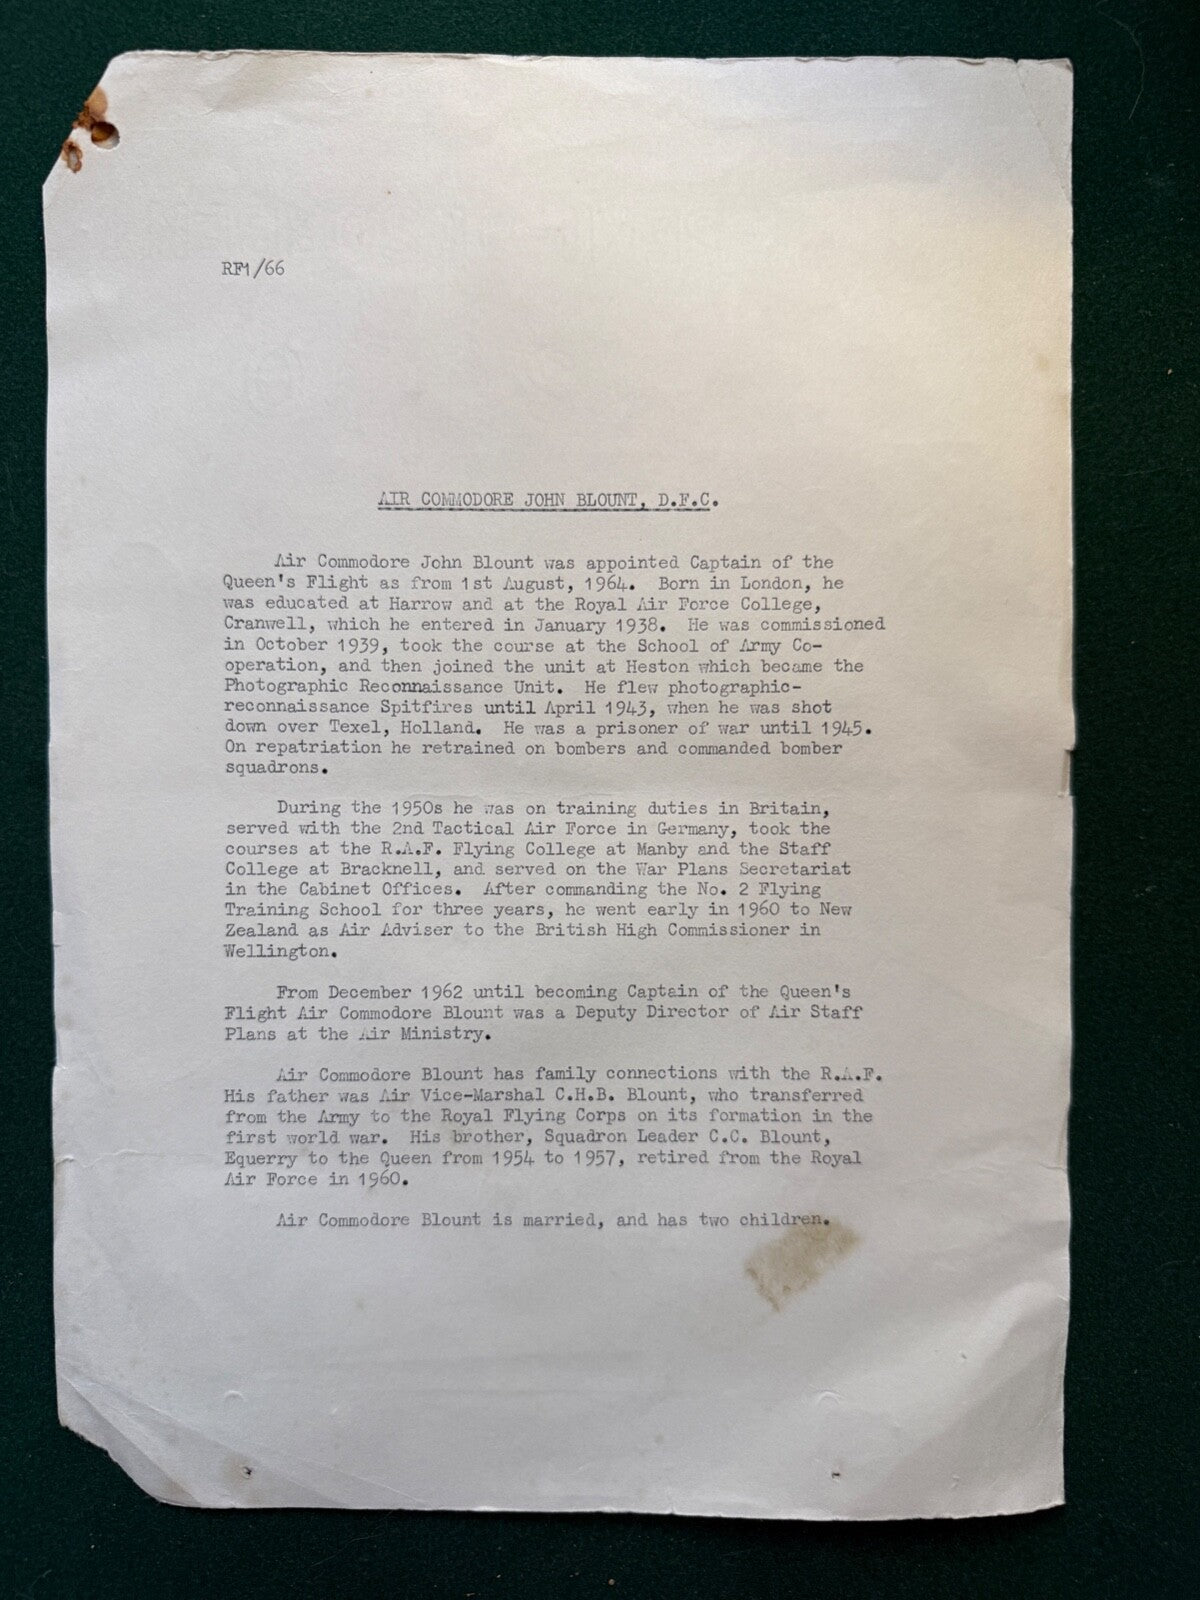 RFM/66
AIR COMMODORE JOHN BLOUNT, D.F.C.
Air Commodore John Blount was appointed Captain of the
Queen's Flight as from 1st August, 1964. Born in London, he
was educated at Harrow and at the Royal Air Force College,
Cranwell, which he entered in January 1938. He was commissioned
in October 1939, took the course at the School of Army Co-
operation, and then joined the unit at Heston which became the
Photographic Reconnaissance Unit. He flew photographic-
reconnaissance Spitfires until April 1943, when he was shot
down over Texel, Holland. He was a prisoner of war until 1945.
On repatriation he retrained on bombers and commanded bomber
squadrons.
During the 1950s he was on training duties in Britain,
served with the 2nd Tactical Air Force in Germany, took the
courses at the R.A.F. Flying College at Manby and the Staff
College at Bracknell, and served on the War Plans Secretariat
in the Cabinet Offices. After commanding the No. 2 Flying
Training School for three years, he went early in 1960 to New
Zealand as Air Adviser to the British High Commissioner in
Wellington.
From December 1962 until becoming Captain of the Queen's
Flight Air Commodore Blount was a Deputy Director of Air Staff
Plans at the Air Ministry.
Air Commodore Blount has family connections with the R.A.F.
His father was Air Vice-Marshal C.H.B. Blount, who transferred
from the Army to the Royal Flying Corps on its formation in the
first world war. His brother, Squadron Leader C.C. Blount,
Equerry to the Queen from 1954 to 1957, retired from the Royal
Air Force in 1960.
Air Commodore Blount is married, and has two children.